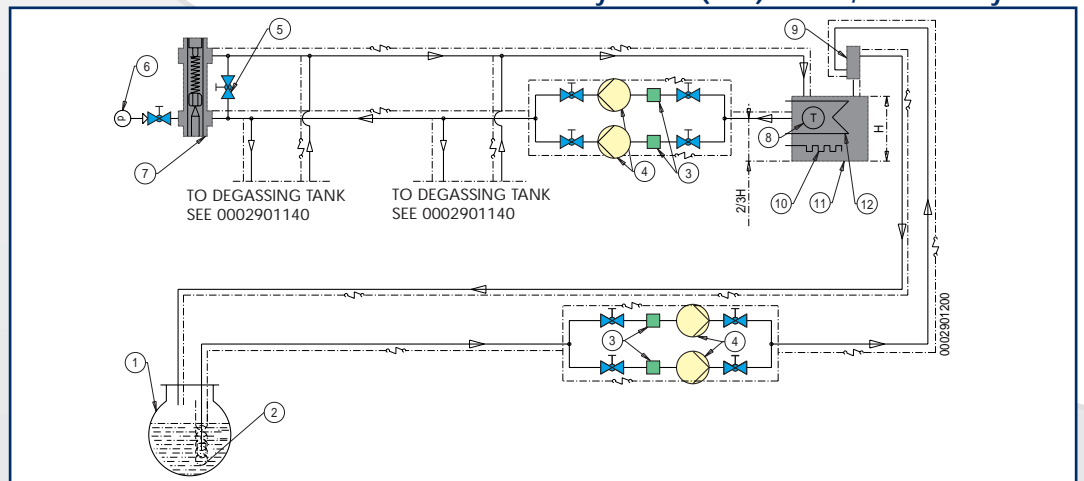 5
6
7
P
TO DEGASSING TANK
SEE 0002901140
TO DEGASSING TANK
SEE 0002901140
4
3
9
8
T
H
2/3H
10
11
12
0002901200
3
4
1
2